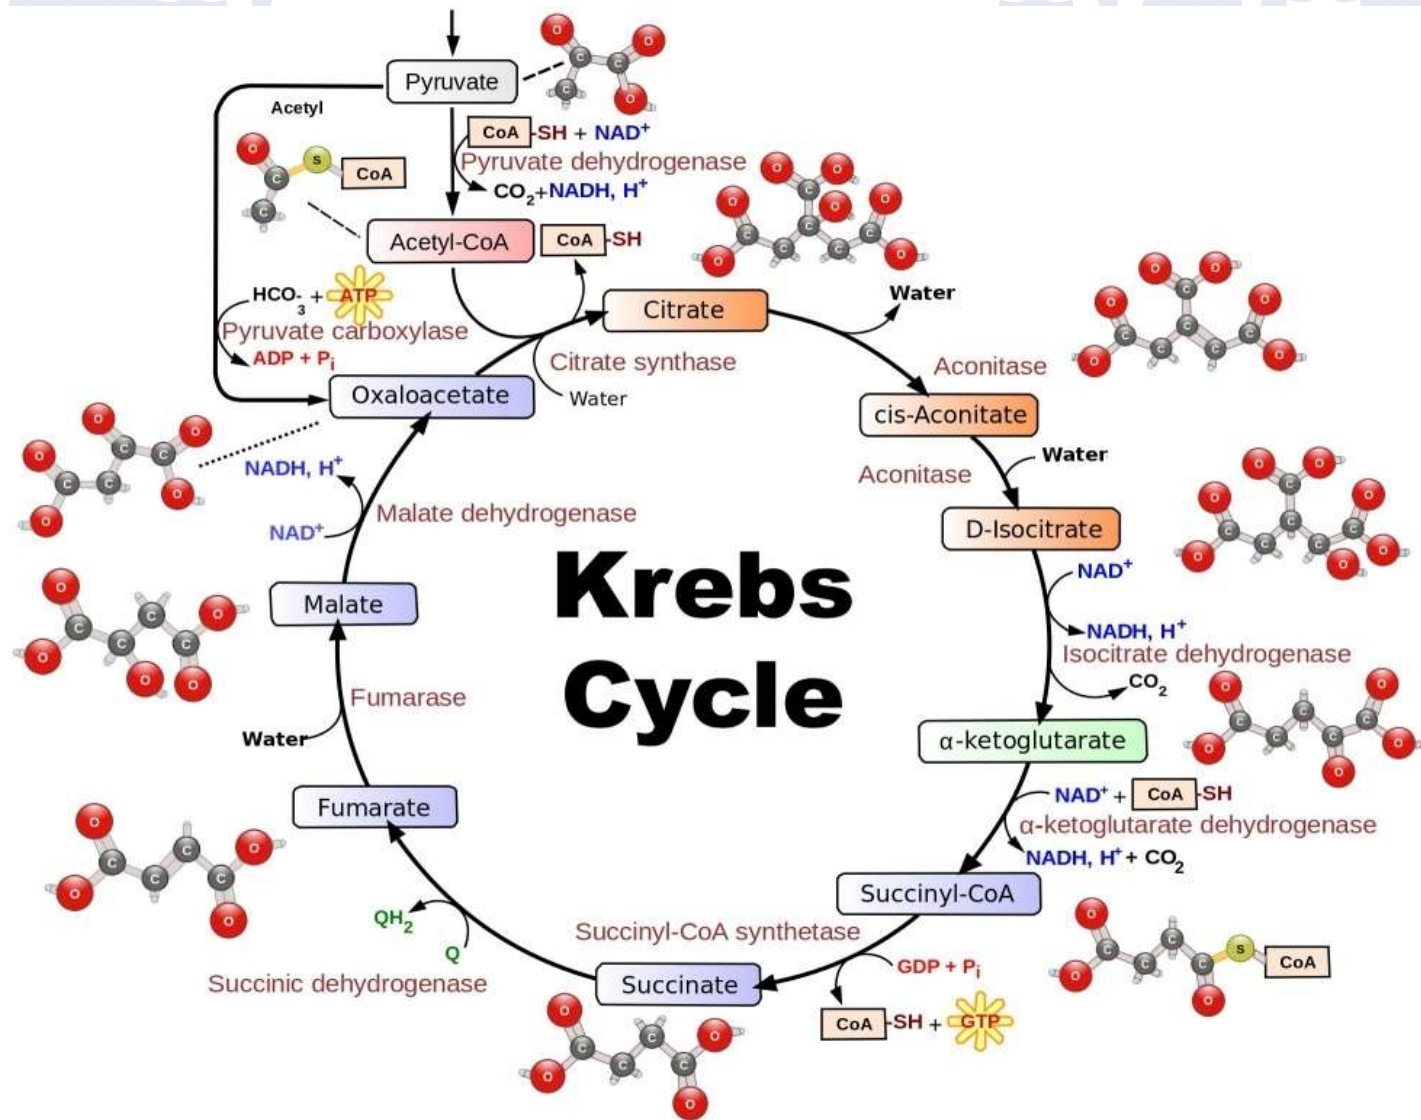 Pyruvate
Acetyl
CoA-SH + NAD⁺
Pyruvate dehydrogenase
CO₂+NADH, H⁺
O
C
O
C
C
O
O
S
CoA
C
C
Acetyl-CoA
CoA-SH
HCO₃- + ATP
Pyruvate carboxylase
ADP + Pᵢ
Citrate
Water
Citrate synthase
Water
Oxaloacetate
Aconitase
cis-Aconitate
Aconitase
Water
D-Isocitrate
NAD⁺
NADH, H⁺
Isocitrate dehydrogenase
CO₂
α-ketoglutarate
NAD⁺ + CoA-SH
α-ketoglutarate dehydrogenase
NADH, H⁺ + CO₂
Succinyl-CoA
S
CoA
Succinyl-CoA synthetase
GDP + Pᵢ
CoA-SH + GTP
Succinate
QH₂
Q
Succinic dehydrogenase
Fumarate
Water
Fumarase
Malate
NADH, H⁺
NAD⁺
Malate dehydrogenase
Krebs
Cycle